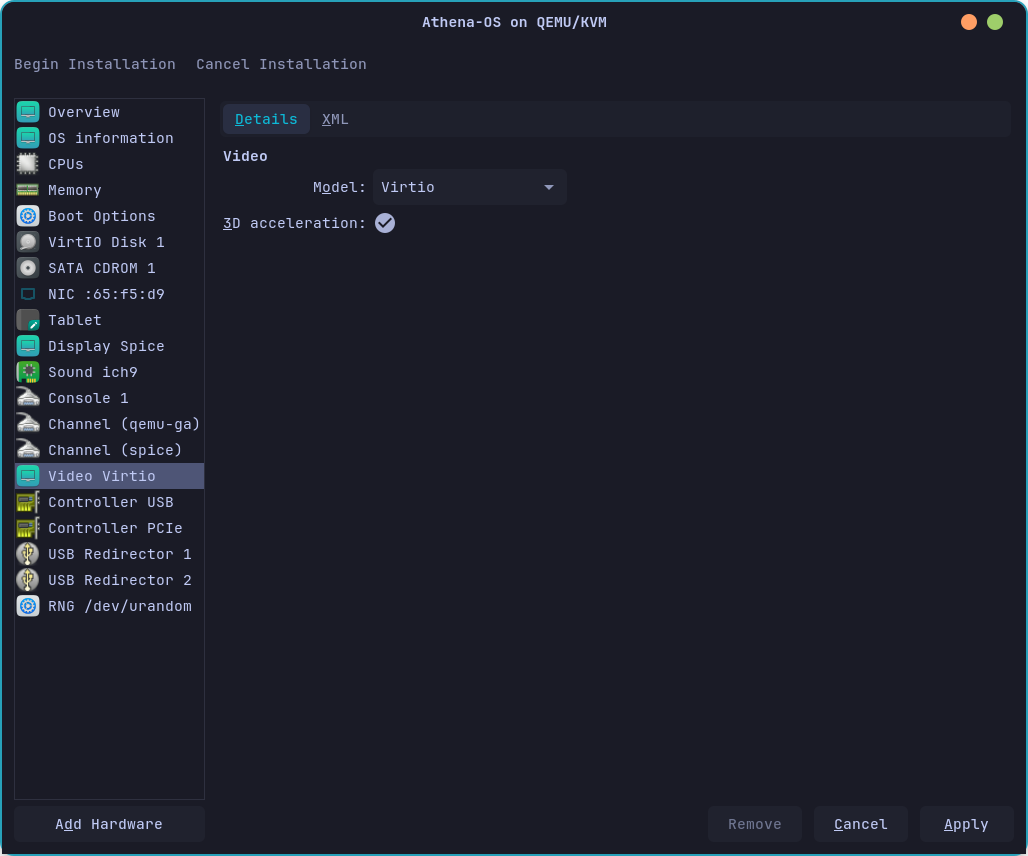 Athena-OS on QEMU/KVM
Begin Installation Cancel Installation
Overview
OS information
CPUs
Memory
Boot Options
VirtIO Disk 1
SATA CDROM 1
NIC :65:f5:d9
Tablet
Display Spice
Sound ich9
Console 1
Channel (qemu-ga)
Channel (spice)
Video Virtio
Controller USB
Controller PCIe
USB Redirector 1
USB Redirector 2
RNG /dev/urandom
Add Hardware
Details XML
Video
Model: Virtio
3D acceleration:
Remove Cancel Apply